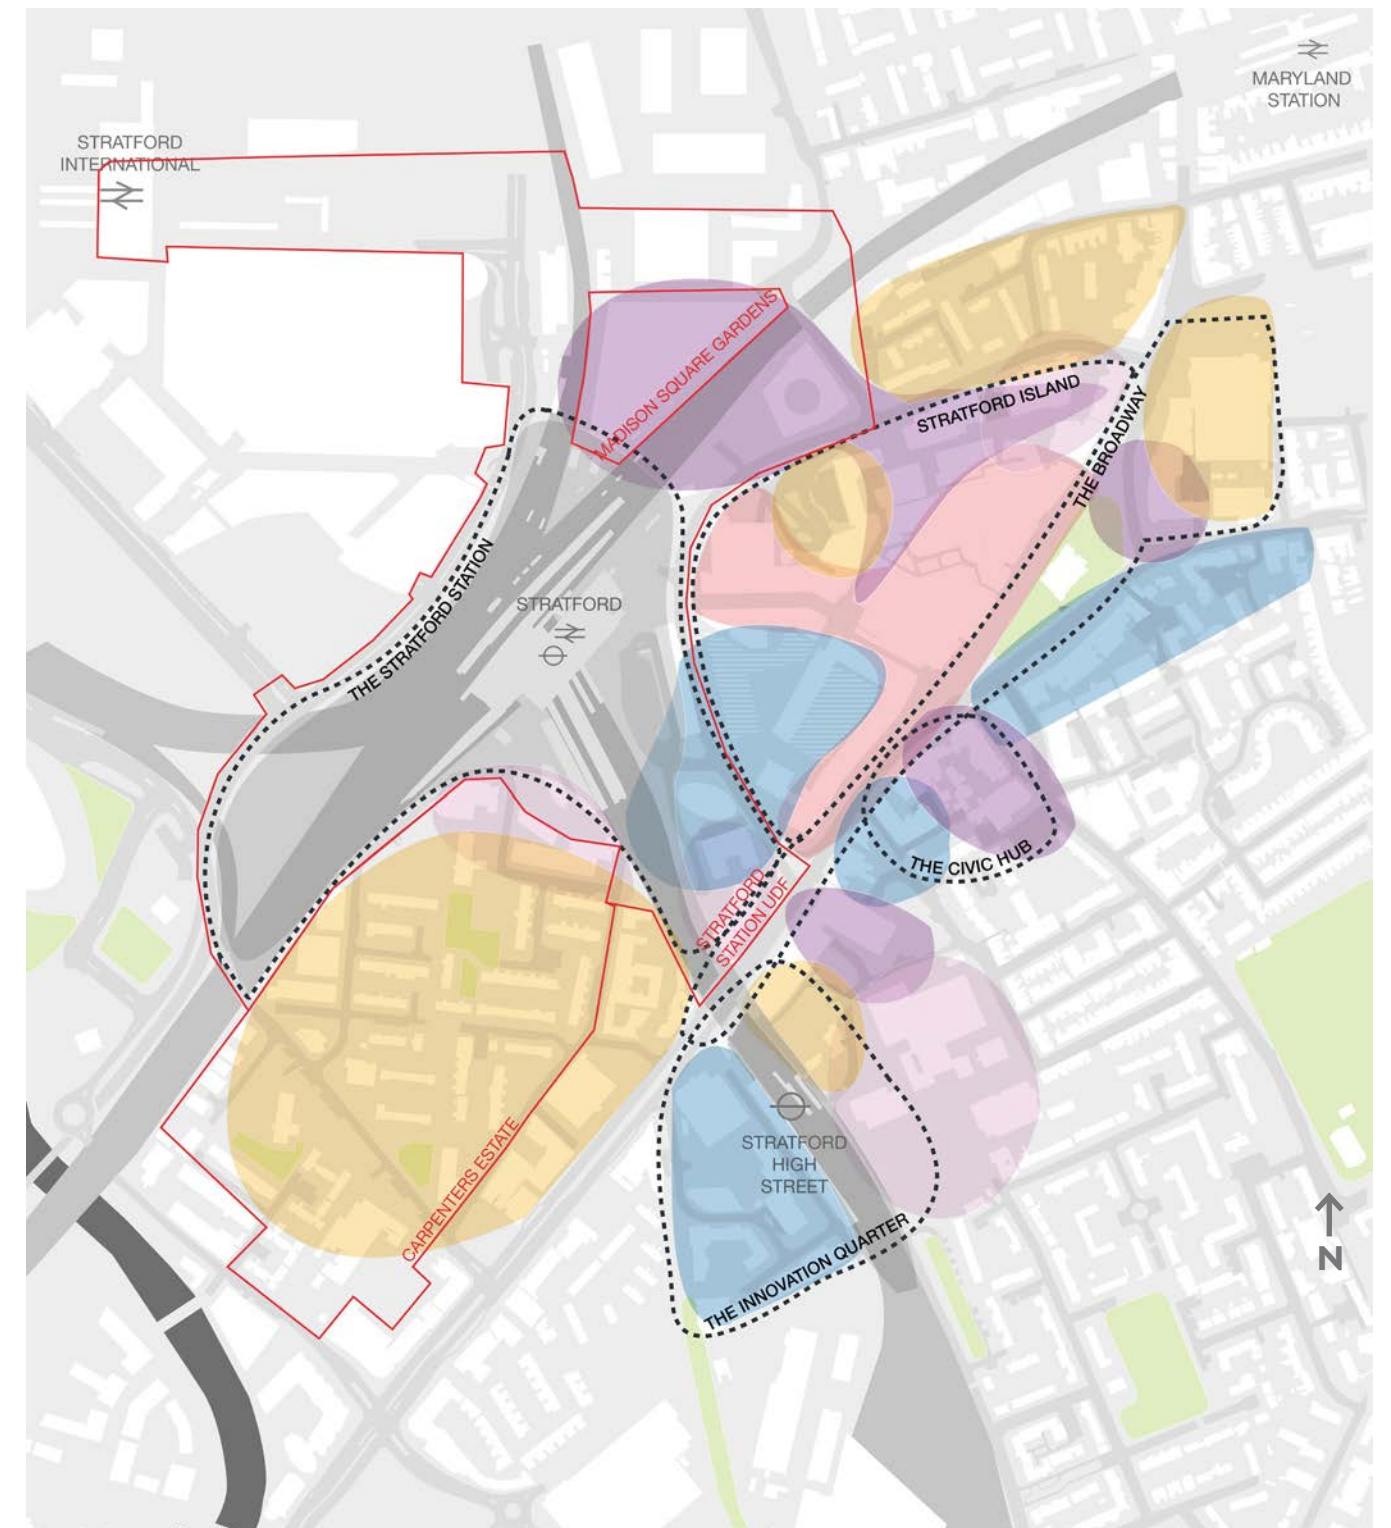 MARYLAND
STATION
STRATFORD
INTERNATIONAL
MADISON SQUARE GARDENS
STRATFORD ISLAND
THE BROADWAY
THE STRATFORD STATION
STRATFORD
THE CIVIC HUB
STRATFORD
STATION UDF
CARPENTERS ESTATE
STRATFORD
HIGH
STREET
THE INNOVATION QUARTER
N